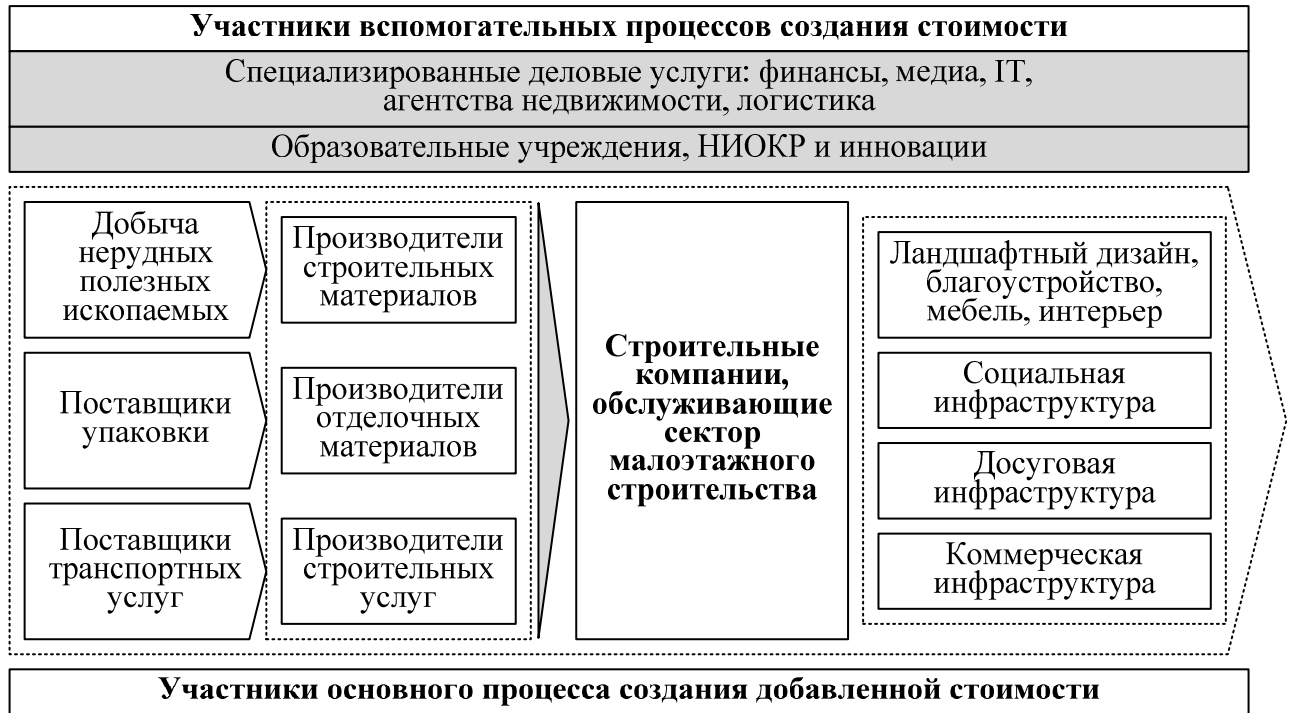 Участники вспомогательных процессов создания стоимости
Специализированные деловые услуги: финансы, медиа, IT,
агентства недвижимости, логистика
Образовательные учреждения, НИОКР и инновации
Добыча
нерудных
полезных
ископаемых
Поставщики
упаковки
Поставщики
транспортных
услуг
Производители
строительных
материалов
Производители
отделочных
материалов
Производители
строительных
услуг
Строительные
компании,
обслуживающие
сектор
малоэтажного
строительства
Ландшафтный дизайн,
благоустройство,
мебель, интерьер
Социальная
инфраструктура
Досуговая
инфраструктура
Коммерческая
инфраструктура
Участники основного процесса создания добавленной стоимости